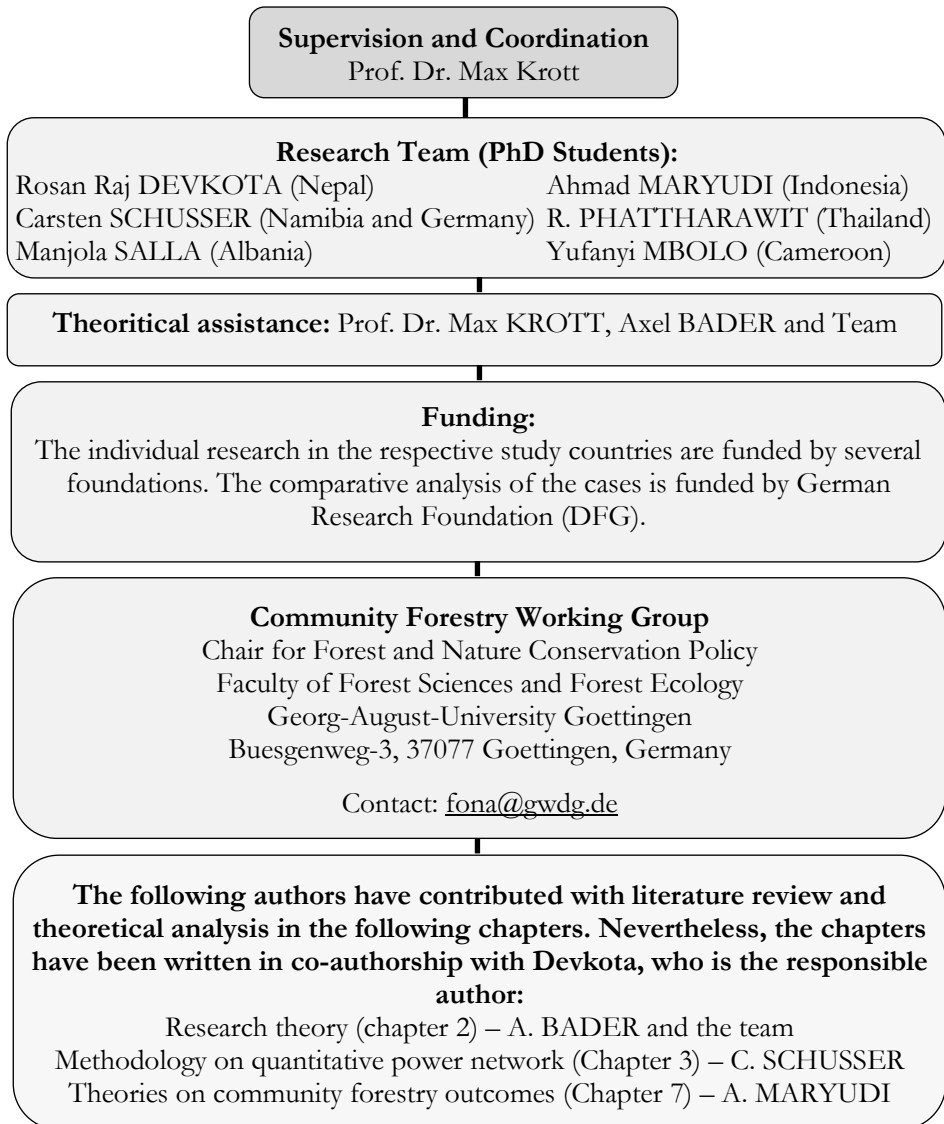 Supervision and Coordination
Prof. Dr. Max Krott
Research Team (PhD Students):
Rosan Raj DEVKOTA (Nepal) Ahmad MARYUDI (Indonesia)
Carsten SCHUSSER (Namibia and Germany) R. PHATTHARAWIT (Thailand)
Manjola SALLA (Albania) Yufanyi MBOLO (Cameroon)
Theoritical assistance: Prof. Dr. Max KROTT, Axel BADER and Team
Funding:
The individual research in the respective study countries are funded by several
foundations. The comparative analysis of the cases is funded by German
Research Foundation (DFG).
Community Forestry Working Group
Chair for Forest and Nature Conservation Policy
Faculty of Forest Sciences and Forest Ecology
Georg-August-University Goettingen
Buesgenweg-3, 37077 Goettingen, Germany
Contact: fona@gwdg.de
The following authors have contributed with literature review and
theoretical analysis in the following chapters. Nevertheless, the chapters
have been written in co-authorship with Devkota, who is the responsible
author:
Research theory (chapter 2) – A. BADER and the team
Methodology on quantitative power network (Chapter 3) – C. SCHUSSER
Theories on community forestry outcomes (Chapter 7) – A. MARYUDI